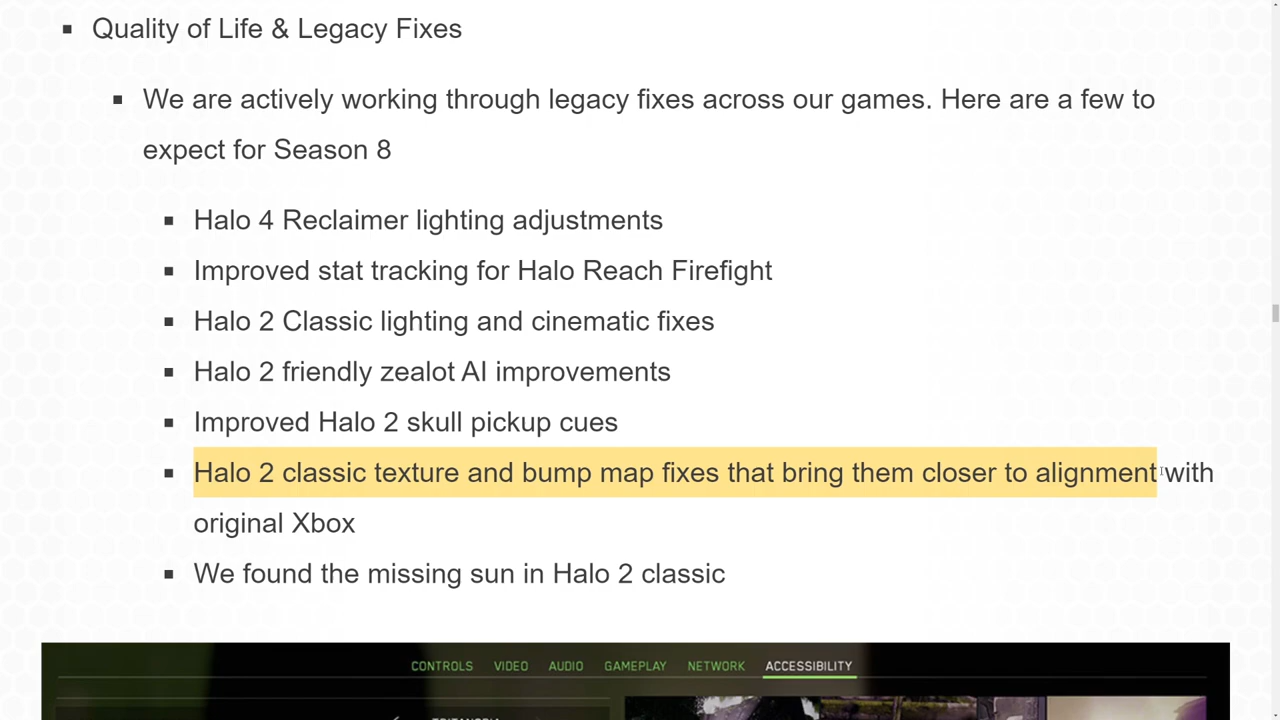 Quality of Life & Legacy Fixes
We are actively working through legacy fixes across our games. Here are a few to
expect for Season 8
Halo 4 Reclaimer lighting adjustments
Improved stat tracking for Halo Reach Firefight
Halo 2 Classic lighting and cinematic fixes
Halo 2 friendly zealot AI improvements
Improved Halo 2 skull pickup cues
Halo 2 classic texture and bump map fixes that bring them closer to alignment with
original Xbox
We found the missing sun in Halo 2 classic
CONTROLS VIDEO AUDIO GAMEPLAY NETWORK ACCESSIBILITY